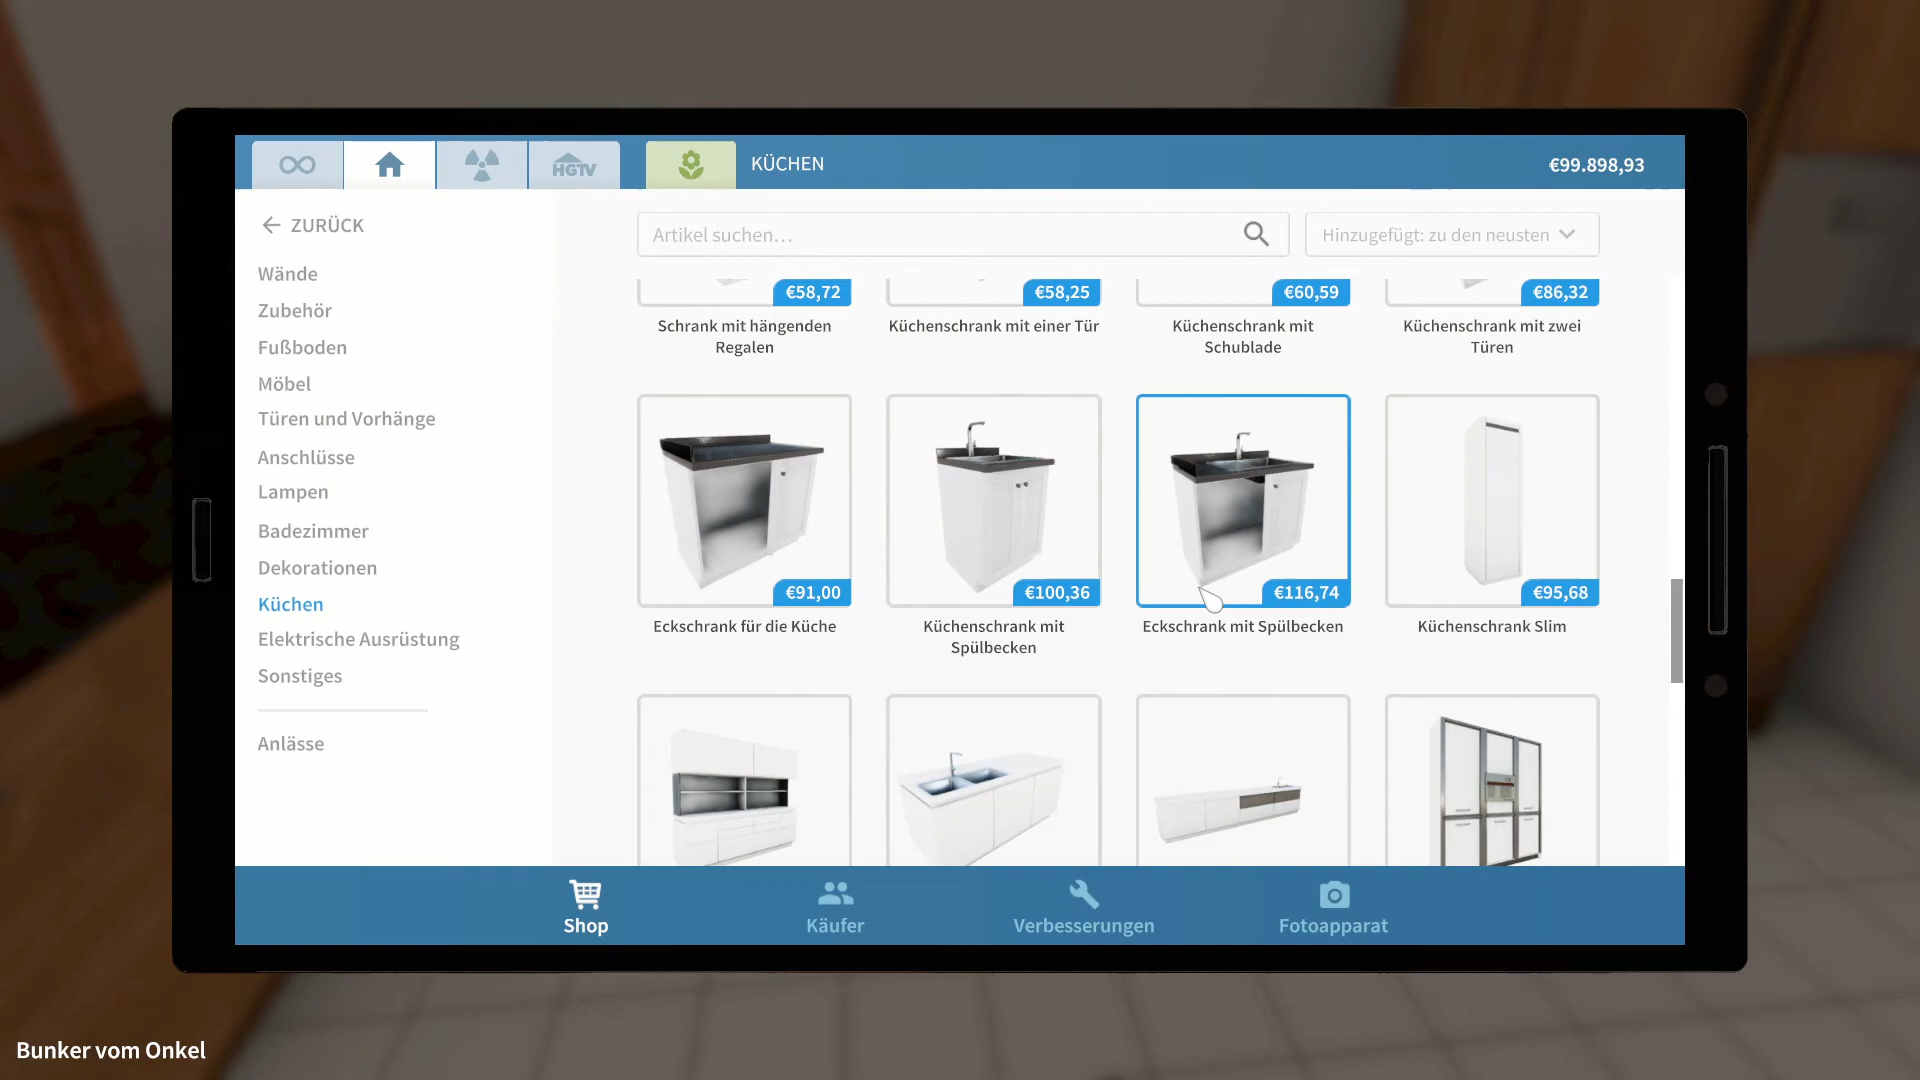 HGTV
KÜCHEN
€99.898,93
ZURÜCK
Artikel suchen...
Hinzugefügt: zu den neusten
Wände
Zubehör
Fußboden
Möbel
Türen und Vorhänge
Anschlüsse
Lampen
Badezimmer
Dekorationen
Küchen
Elektrische Ausrüstung
Sonstiges
Anlässe
€58,72
€58,25
€60,59
€86,32
Schrank mit hängenden
Regalen
Küchenschrank mit einer Tür
Küchenschrank mit
Schublade
Küchenschrank mit zwei
Türen
€91,00
€100,36
€116,74
€95,68
Eckschrank für die Küche
Küchenschrank mit
Spülbecken
Eckschrank mit Spülbecken
Küchenschrank Slim
Shop
Käufer
Verbesserungen
Fotoapparat
Bunker vom Onkel